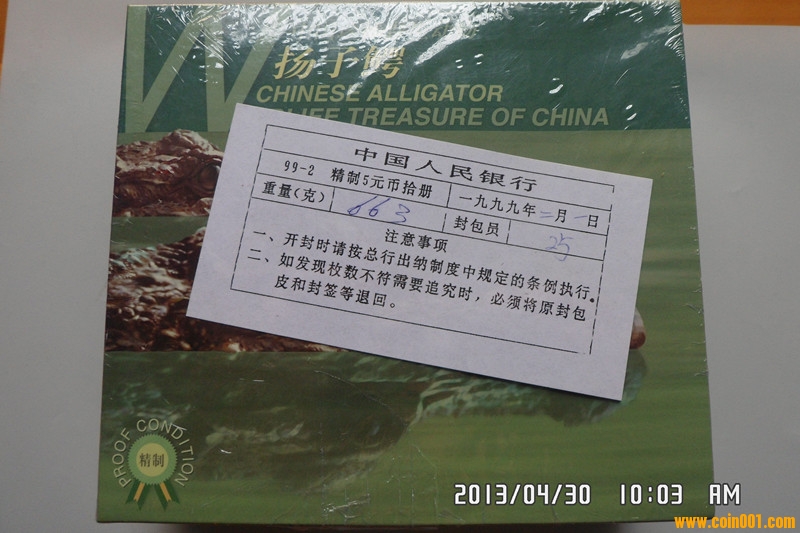 扬子鳄
CHINESE ALLIGATOR
LIFE TREASURE OF CHINA
中国人民银行
99-2 精制5元币拾册 一九九九年二月一日
重量(克) 663 封包员 25
注意事项
一、开封时请按总行出纳制度中规定的条例执行。
二、如发现枚数不符需要追究时，必须将原封包
皮和封签等退回。
PROOF CONDITION
精制
2013/04/30 10:03 AM
www.coin001.com